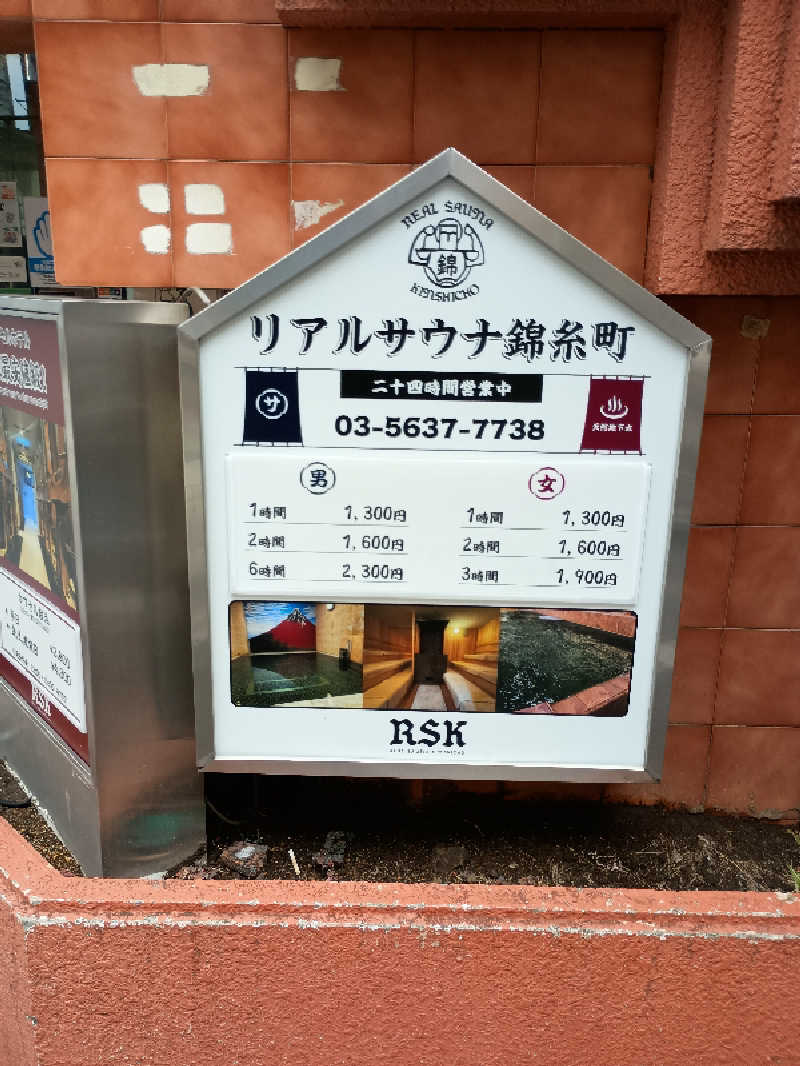 REAL SAUNA
錦
KINSHICHO
リアルサウナ錦糸町
サ
二十四時間営業中
03-5637-7738
男
1時間 1,300円
2時間 1,600円
6時間 2,300円
女
1時間 1,300円
2時間 1,600円
3時間 1,900円
RSK
RSK